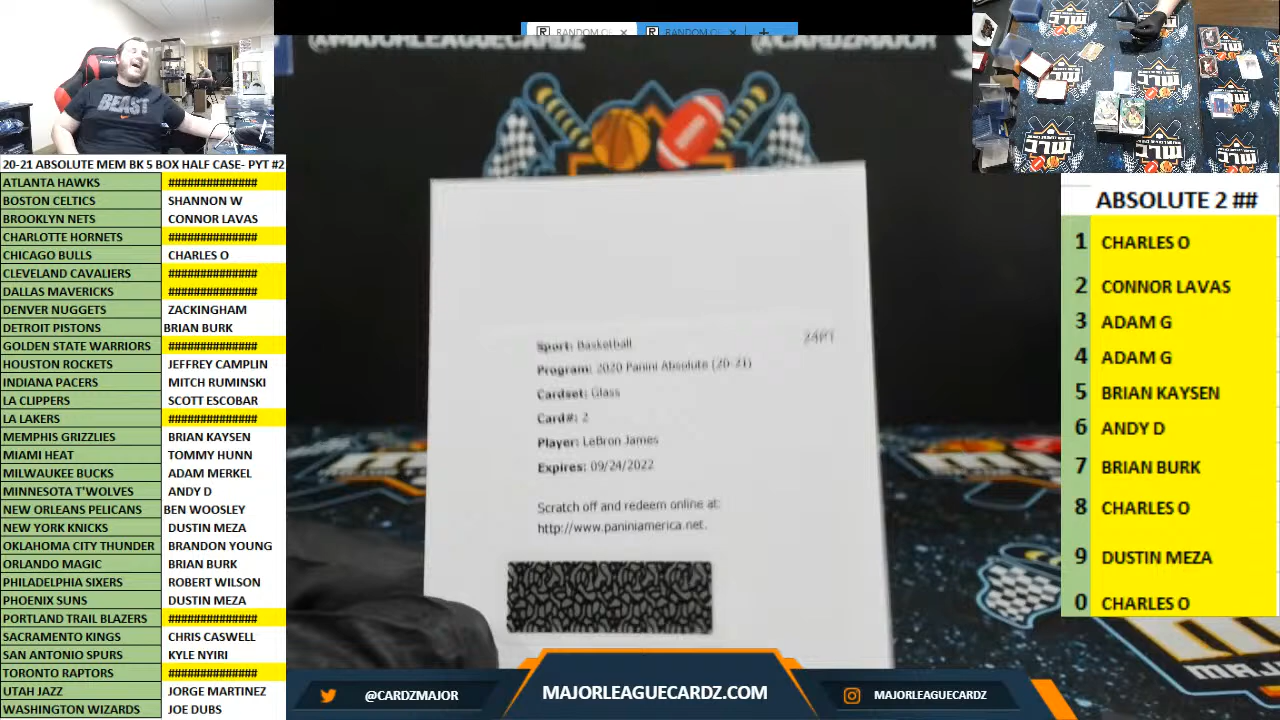 RANDOM
RANDOM
@MAJORLEAGUECARDZ
@CARDZMAJOR
BEAST
20-21 ABSOLUTE MEM BK 5 BOX HALF CASE- PYT #2
ATLANTA HAWKS ##############
BOSTON CELTICS SHANNON W
BROOKLYN NETS CONNOR LAVAS
CHARLOTTE HORNETS ##############
CHICAGO BULLS CHARLES O
CLEVELAND CAVALIERS ##############
DALLAS MAVERICKS ##############
DENVER NUGGETS ZACKINGHAM
DETROIT PISTONS BRIAN BURK
GOLDEN STATE WARRIORS ##############
HOUSTON ROCKETS JEFFREY CAMPLIN
INDIANA PACERS MITCH RUMINSKI
LA CLIPPERS SCOTT ESCOBAR
LA LAKERS ##############
MEMPHIS GRIZZLIES BRIAN KAYSEN
MIAMI HEAT TOMMY HUNN
MILWAUKEE BUCKS ADAM MERKEL
MINNESOTA T'WOLVES ANDY D
NEW ORLEANS PELICANS BEN WOOSLEY
NEW YORK KNICKS DUSTIN MEZA
OKLAHOMA CITY THUNDER BRANDON YOUNG
ORLANDO MAGIC BRIAN BURK
PHILADELPHIA SIXERS ROBERT WILSON
PHOENIX SUNS DUSTIN MEZA
PORTLAND TRAIL BLAZERS ##############
SACRAMENTO KINGS CHRIS CASWELL
SAN ANTONIO SPURS KYLE NYIRI
TORONTO RAPTORS ##############
UTAH JAZZ JORGE MARTINEZ
WASHINGTON WIZARDS JOE DUBS
24PT
Sport: Basketball
Program: 2020 Panini Absolute (20-21)
Cardset: Glass
Card#: 2
Player: LeBron James
Expires: 09/24/2022
Scratch off and redeem online at:
http://www.paniniamerica.net.
ABSOLUTE 2 ##
1 CHARLES O
2 CONNOR LAVAS
3 ADAM G
4 ADAM G
5 BRIAN KAYSEN
6 ANDY D
7 BRIAN BURK
8 CHARLES O
9 DUSTIN MEZA
0 CHARLES O
@CARDZMAJOR
MAJORLEAGUECARDZ.COM
MAJORLEAGUECARDZ